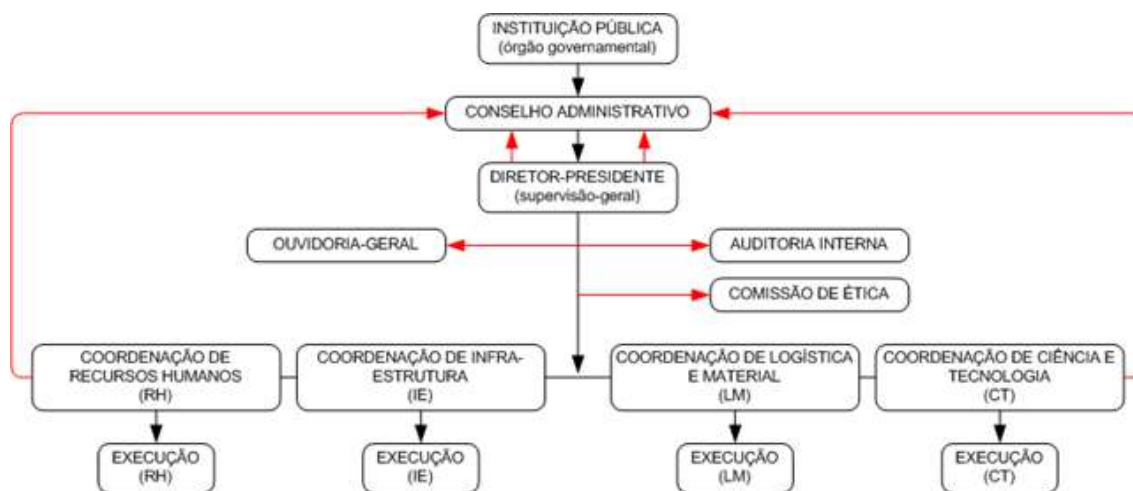 INSTITUIÇÃO PÚBLICA
(órgão governamental)
CONSELHO ADMINISTRATIVO
DIRETOR-PRESIDENTE
(supervisão-geral)
OUVIDORIA-GERAL
AUDITORIA INTERNA
COMISSÃO DE ÉTICA
COORDENAÇÃO DE
RECURSOS HUMANOS
(RH)
COORDENAÇÃO DE INFRA-
ESTRUTURA
(IE)
COORDENAÇÃO DE LOGÍSTICA
E MATERIAL
(LM)
COORDENAÇÃO DE CIÊNCIA E
TECNOLOGIA
(CT)
EXECUÇÃO
(RH)
EXECUÇÃO
(IE)
EXECUÇÃO
(LM)
EXECUÇÃO
(CT)